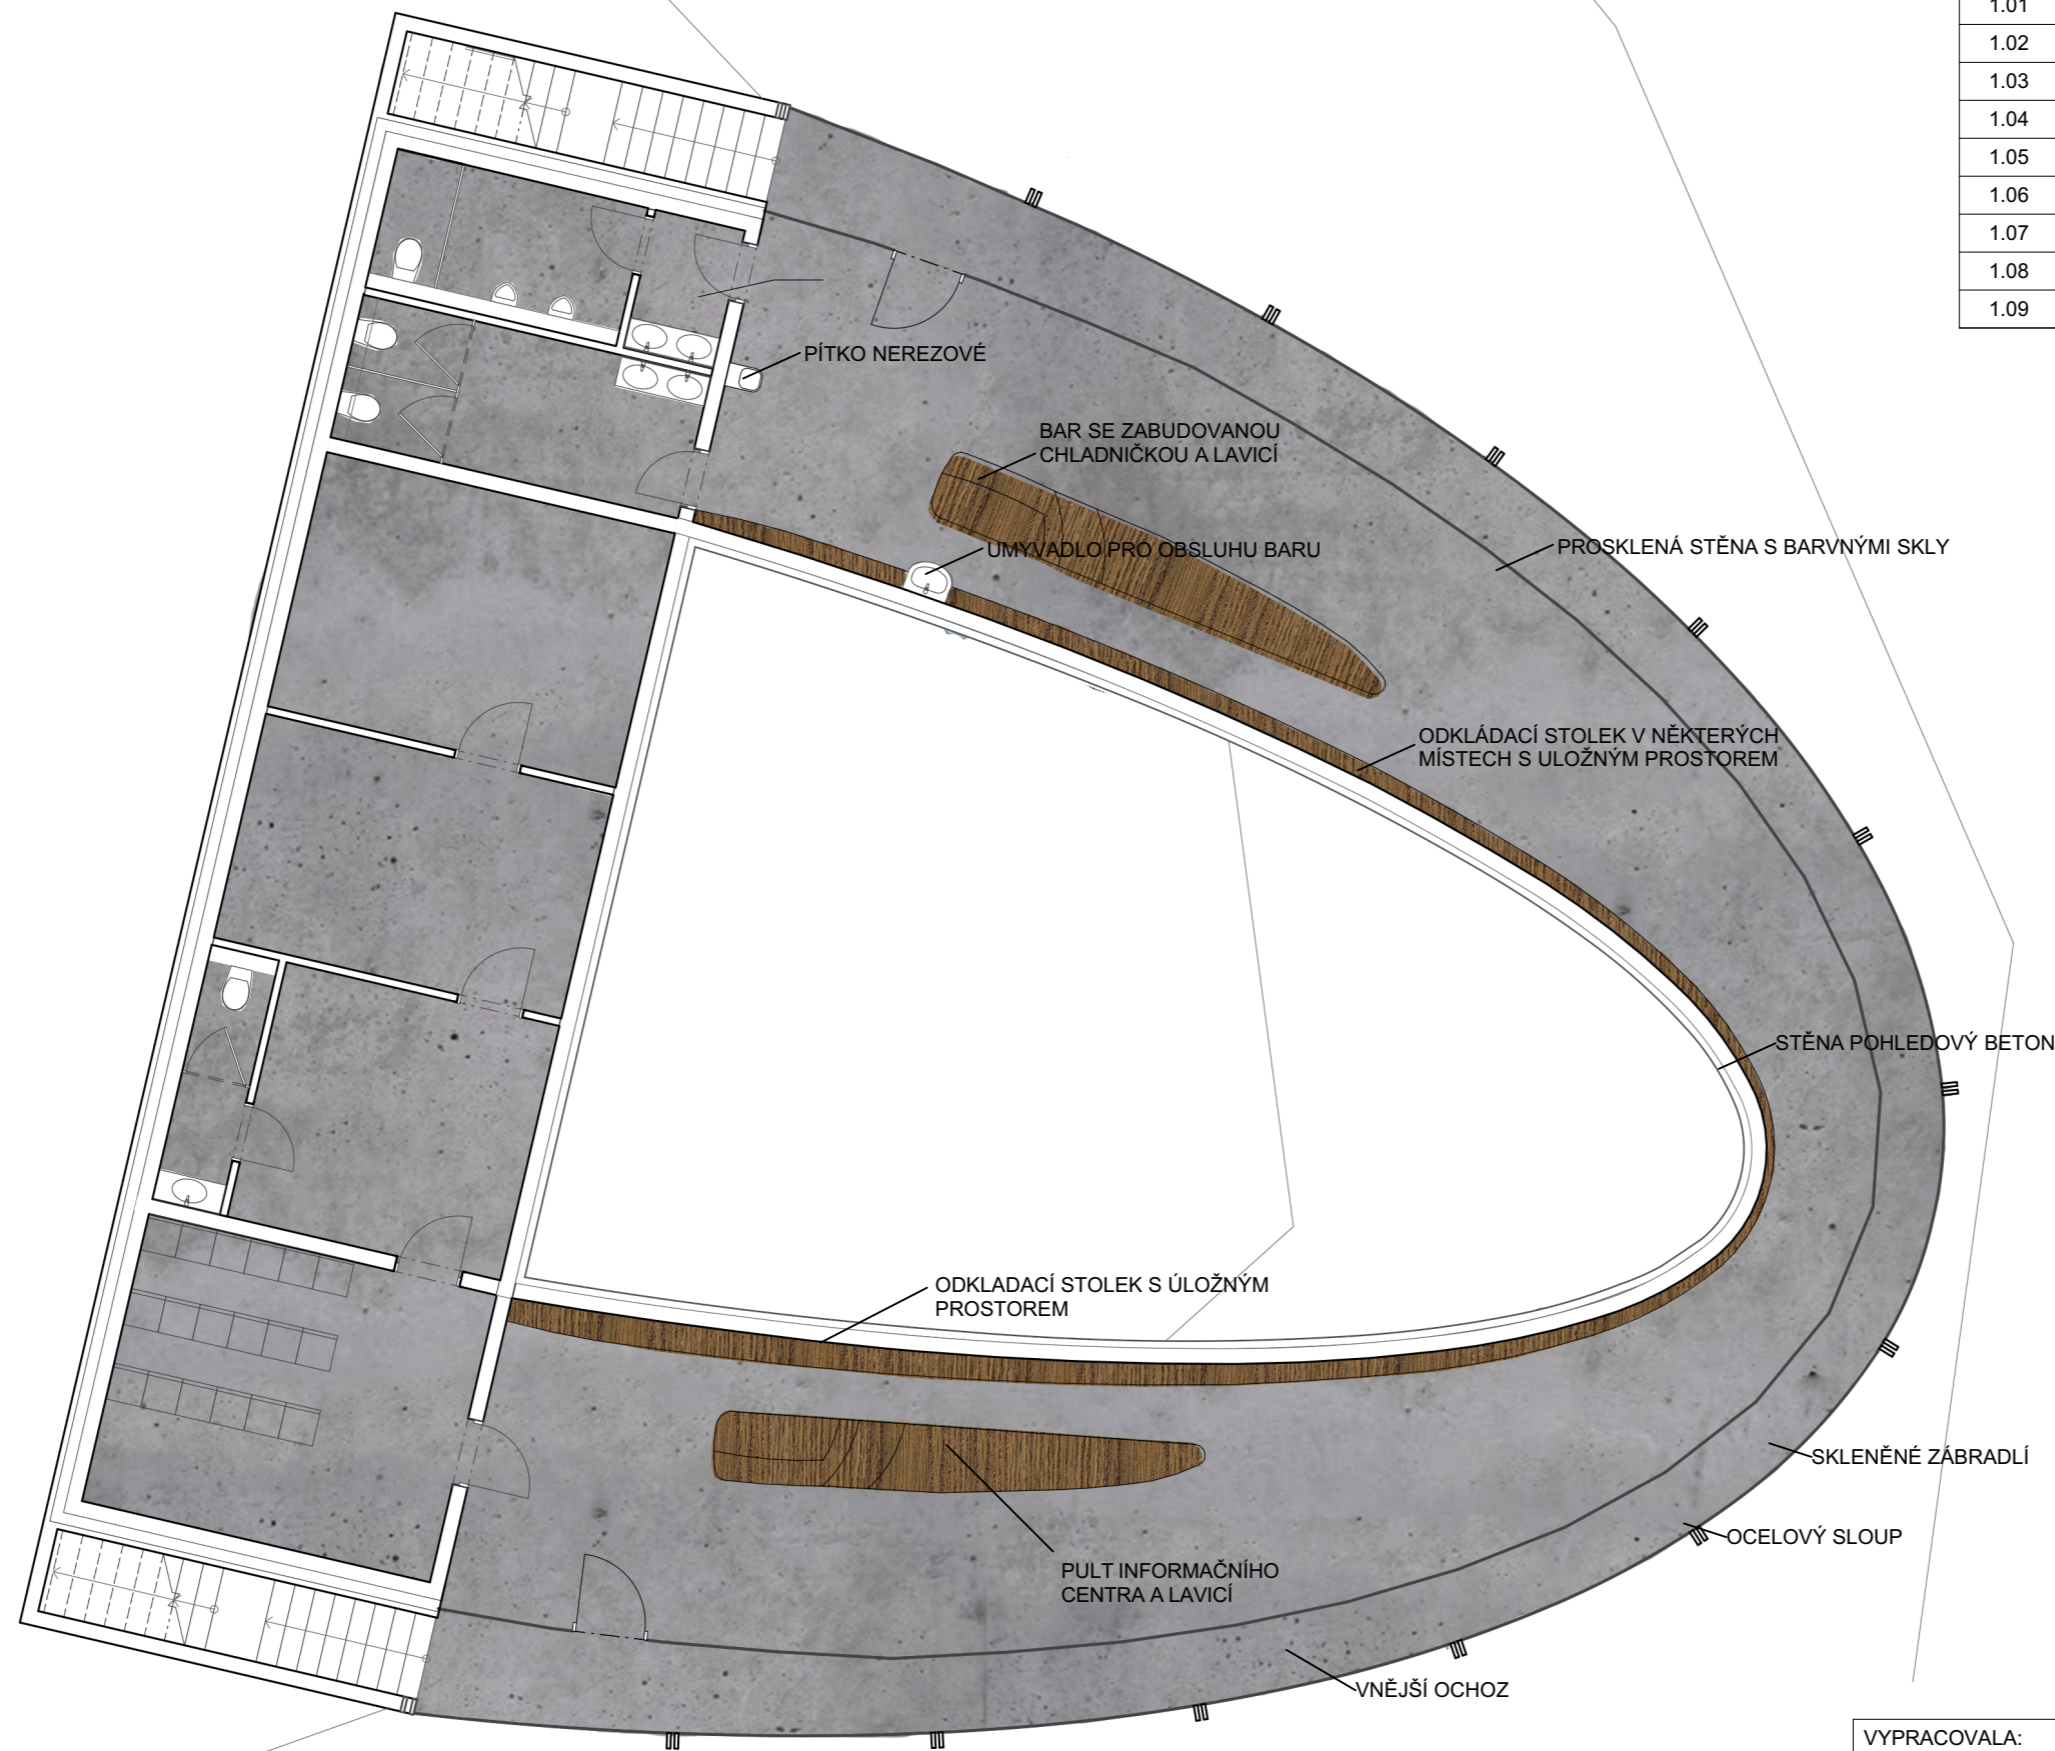 1.01
1.02
1.03
1.04
1.05
1.06
1.07
1.08
1.09
PÍTKO NEREZOVÉ
BAR SE ZABUDOVANOU
CHLADNIČKOU A LAVICÍ
UMYVADLO PRO OBSLUHU BARU
PROSKLENÁ STĚNA S BARVNÝMI SKLY
ODKLÁDACÍ STOLEK V NĚKTERÝCH
MÍSTECH S ULOŽNÝM PROSTOREM
STĚNA POHLEDOVÝ BETON
ODKLADACÍ STOLEK S ÚLOŽNÝM
PROSTOREM
SKLENĚNÉ ZÁBRADLÍ
OCELOVÝ SLOUP
PULT INFORMAČNÍHO
CENTRA A LAVICÍ
VNĚJŠÍ OCHOZ
VYPRACOVALA: